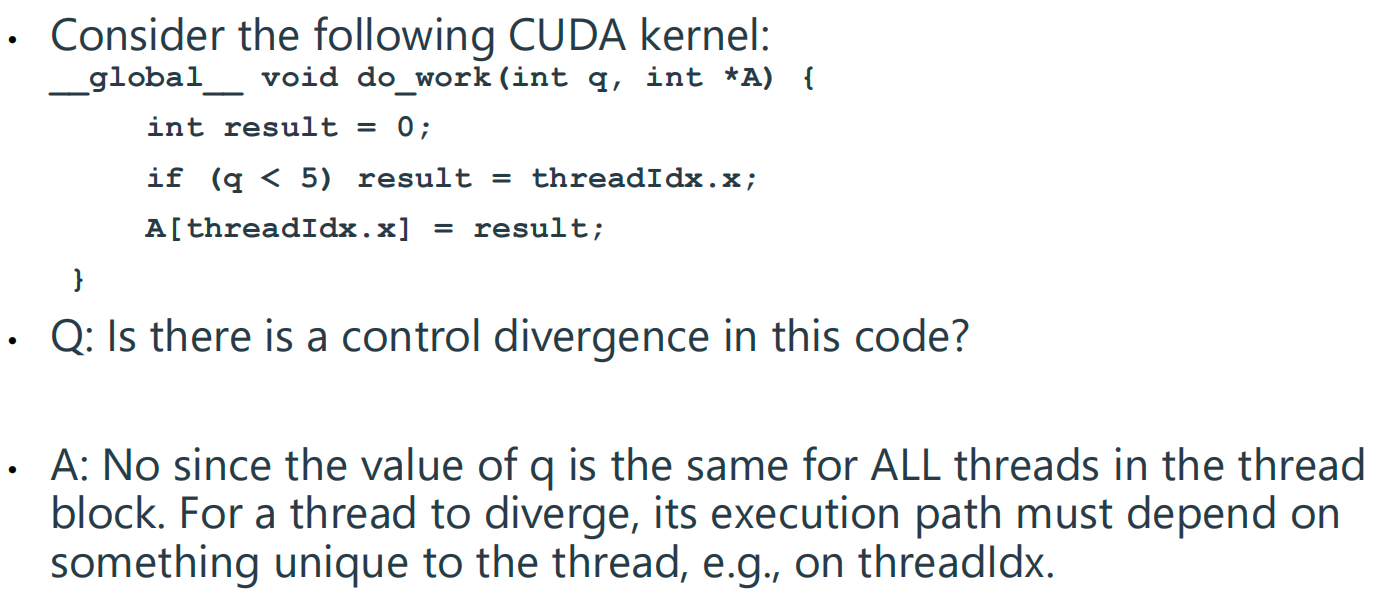 • Consider the following CUDA kernel:
__global__ void do_work(int q, int *A) {
int result = 0;
if (q < 5) result = threadIdx.x;
A[threadIdx.x] = result;
}
• Q: Is there is a control divergence in this code?
• A: No since the value of q is the same for ALL threads in the thread
block. For a thread to diverge, its execution path must depend on
something unique to the thread, e.g., on threadIdx.